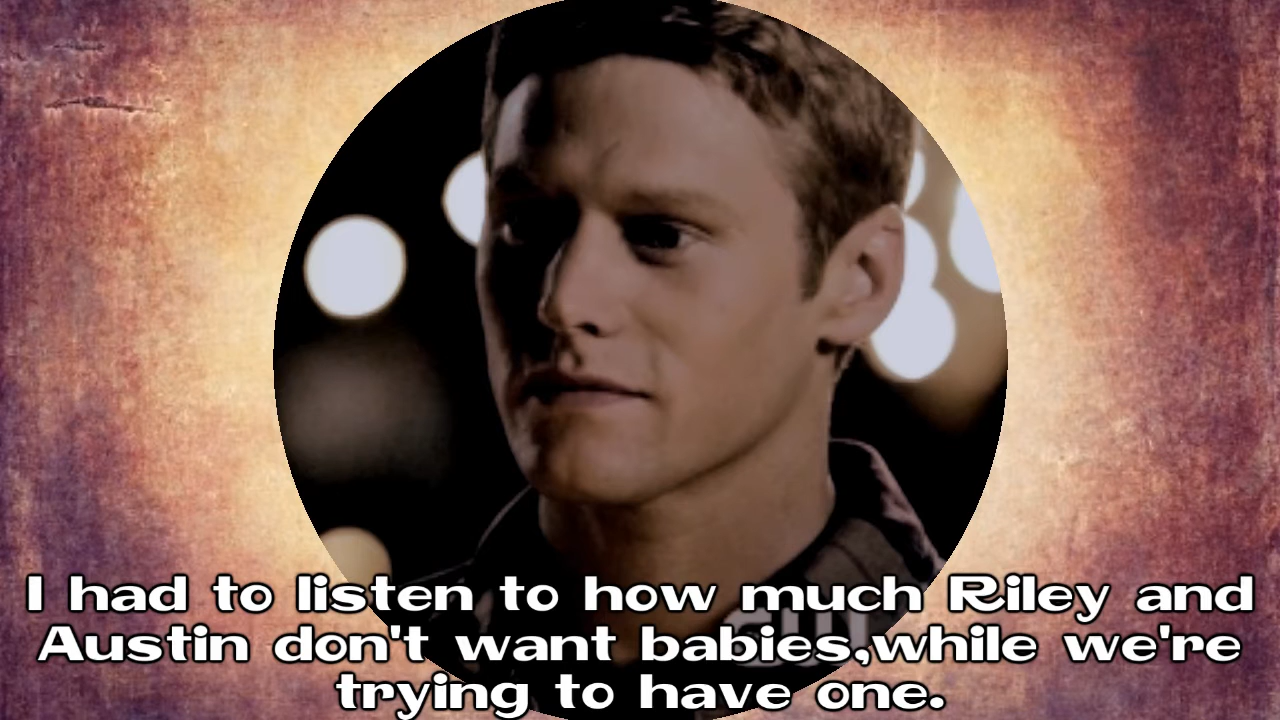 I had to listen to how much Riley and
Austin don't want babies,while we're
trying to have one.